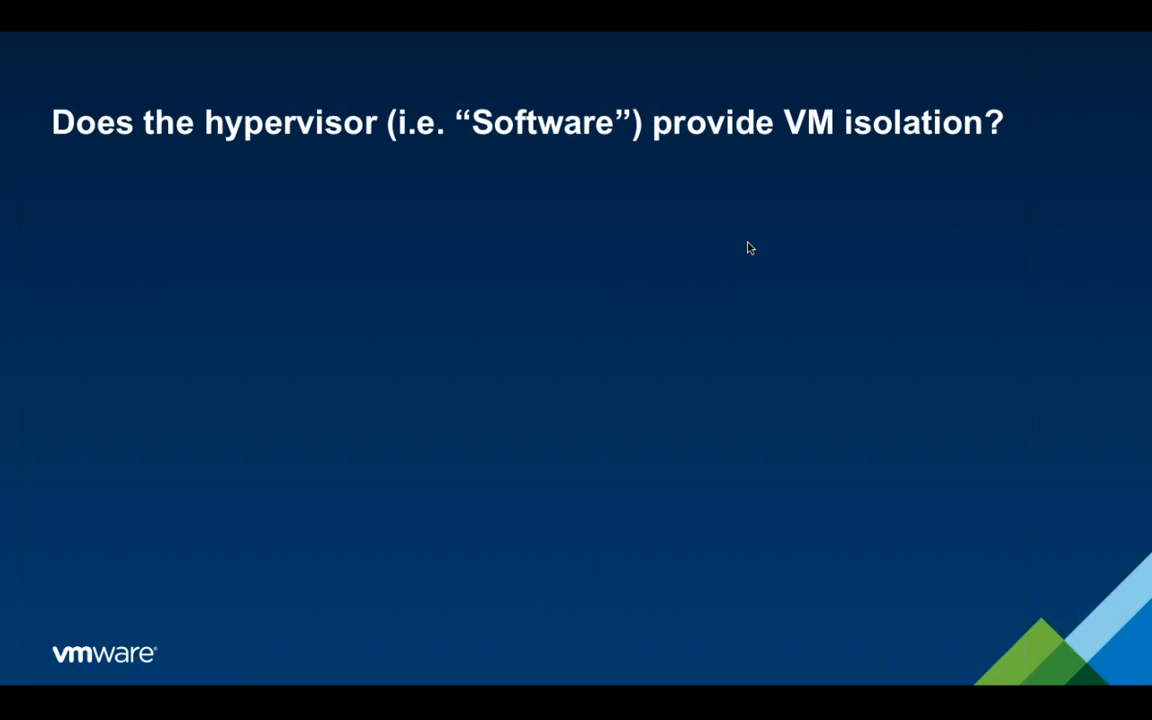 Does the hypervisor (i.e. “Software”) provide VM isolation?
vmware®